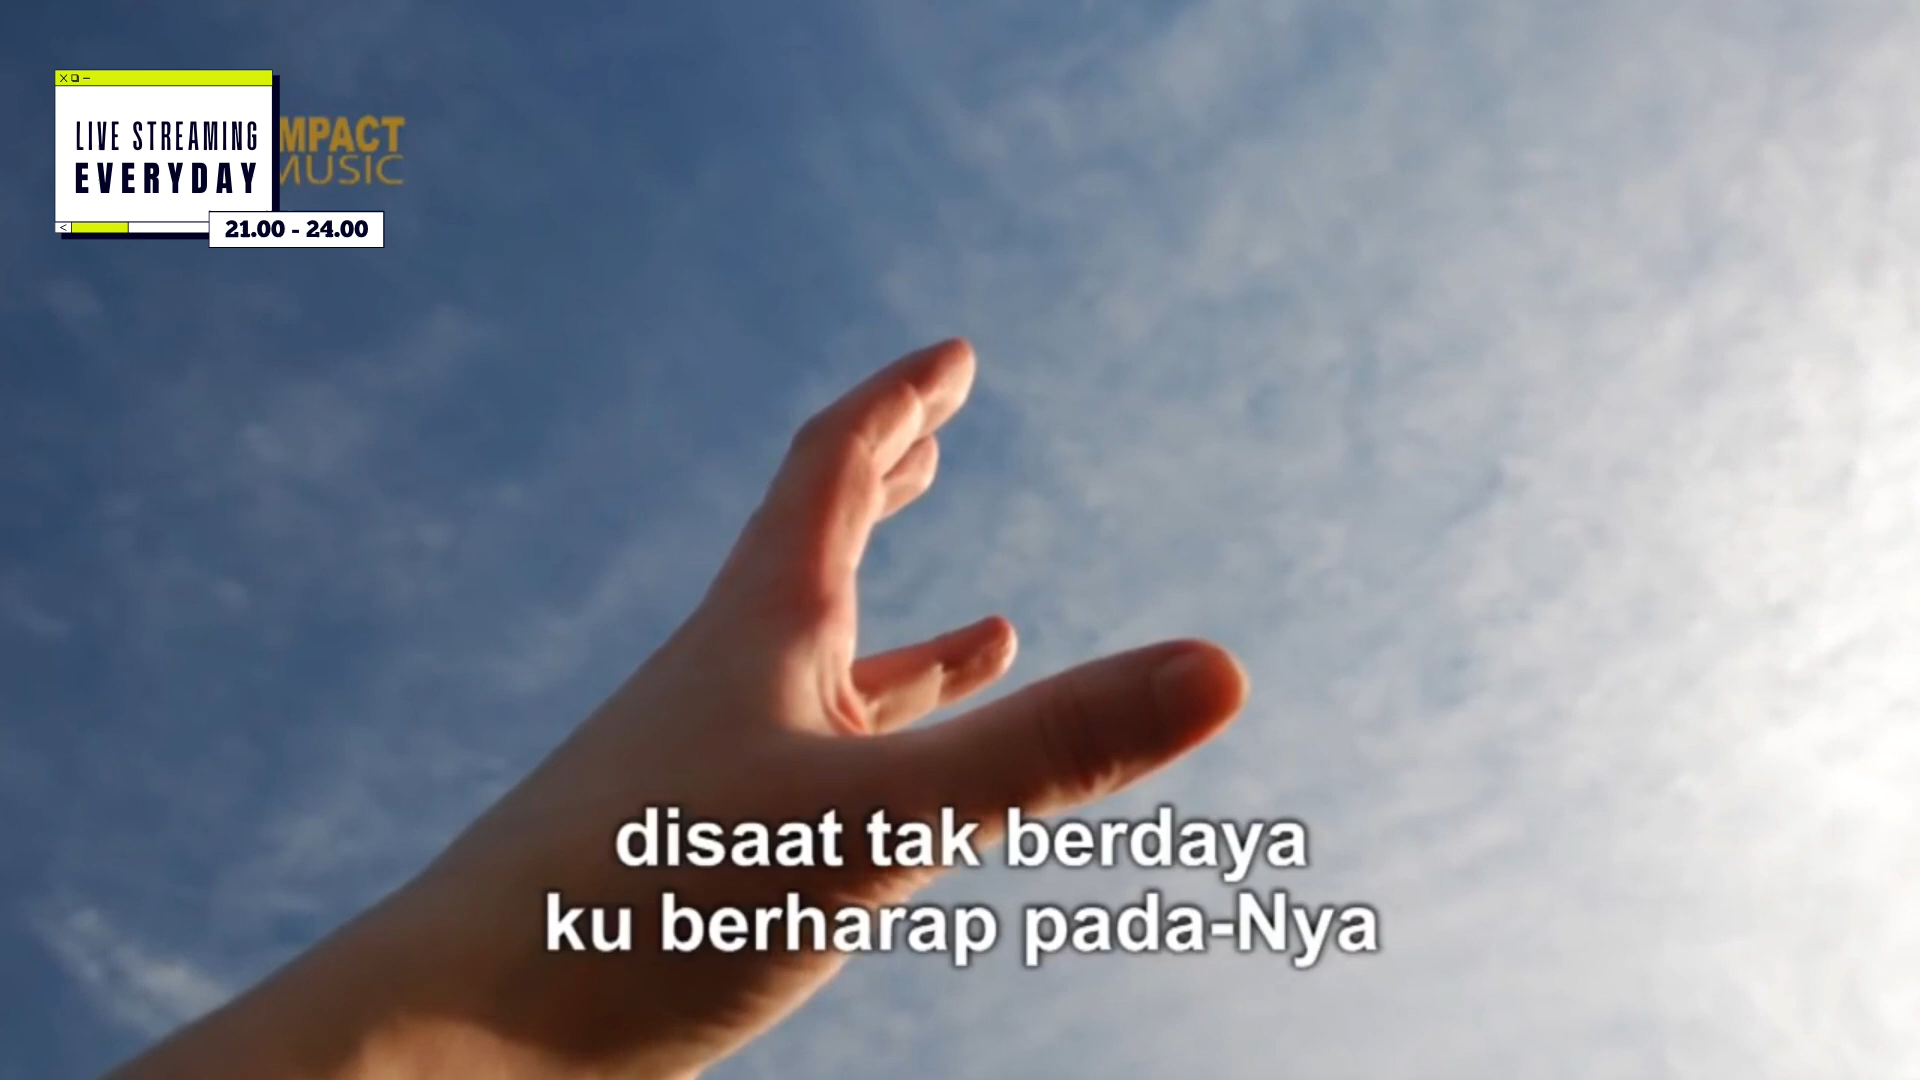 LIVE STREAMING
EVERYDAY
MPACT
MUSIC
21.00 - 24.00
disaat tak berdaya
ku berharap pada-Nya